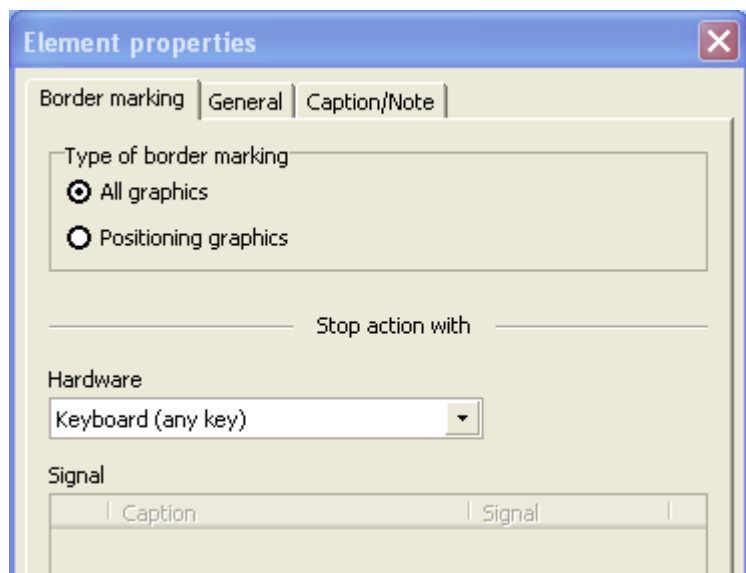 Element properties
Border marking General Caption/Note
Type of border marking
All graphics
Positioning graphics
Stop action with
Hardware
Keyboard (any key)
Signal
Caption Signal